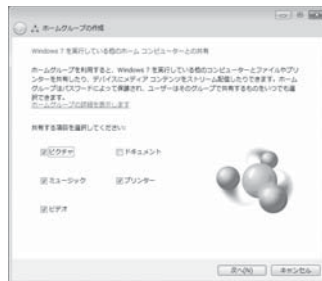 ホームグループの作成
Windows 7 を実行している他のホーム コンピューターとの共有
ホームグループを利用すると、Windows 7 を実行している他のコンピューターとファイルやプリ
ンターを共有したり、デバイスにメディア コンテンツをストリーム配信したりできます。ホーム
グループはパスワードによって保護され、ユーザーはそのグループで共有するものをいつでも選
択できます。
ホームグループの詳細を表示します
共有する項目を選択してください:
ピクチャ ドキュメント
ミュージック プリンター
ビデオ
次へ(N) キャンセル